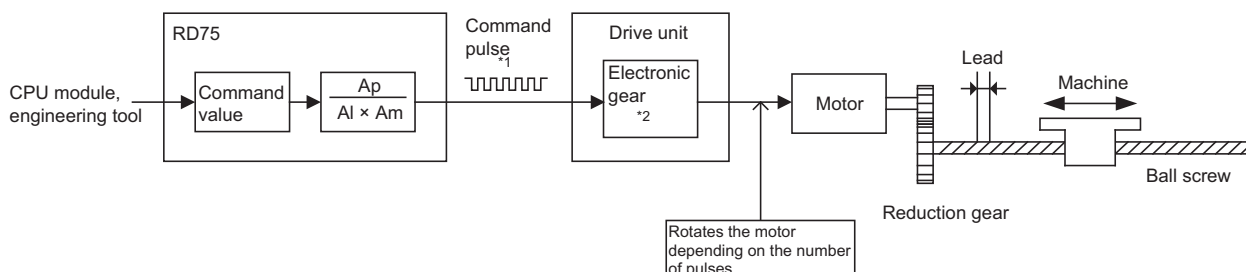 RD75
CPU module,
engineering tool
Command
value
Ap
Al × Am
Command
pulse
*1
Drive unit
Electronic
gear
*2
Rotates the motor
depending on the number
of pulses
Motor
Reduction gear
Lead
Machine
Ball screw